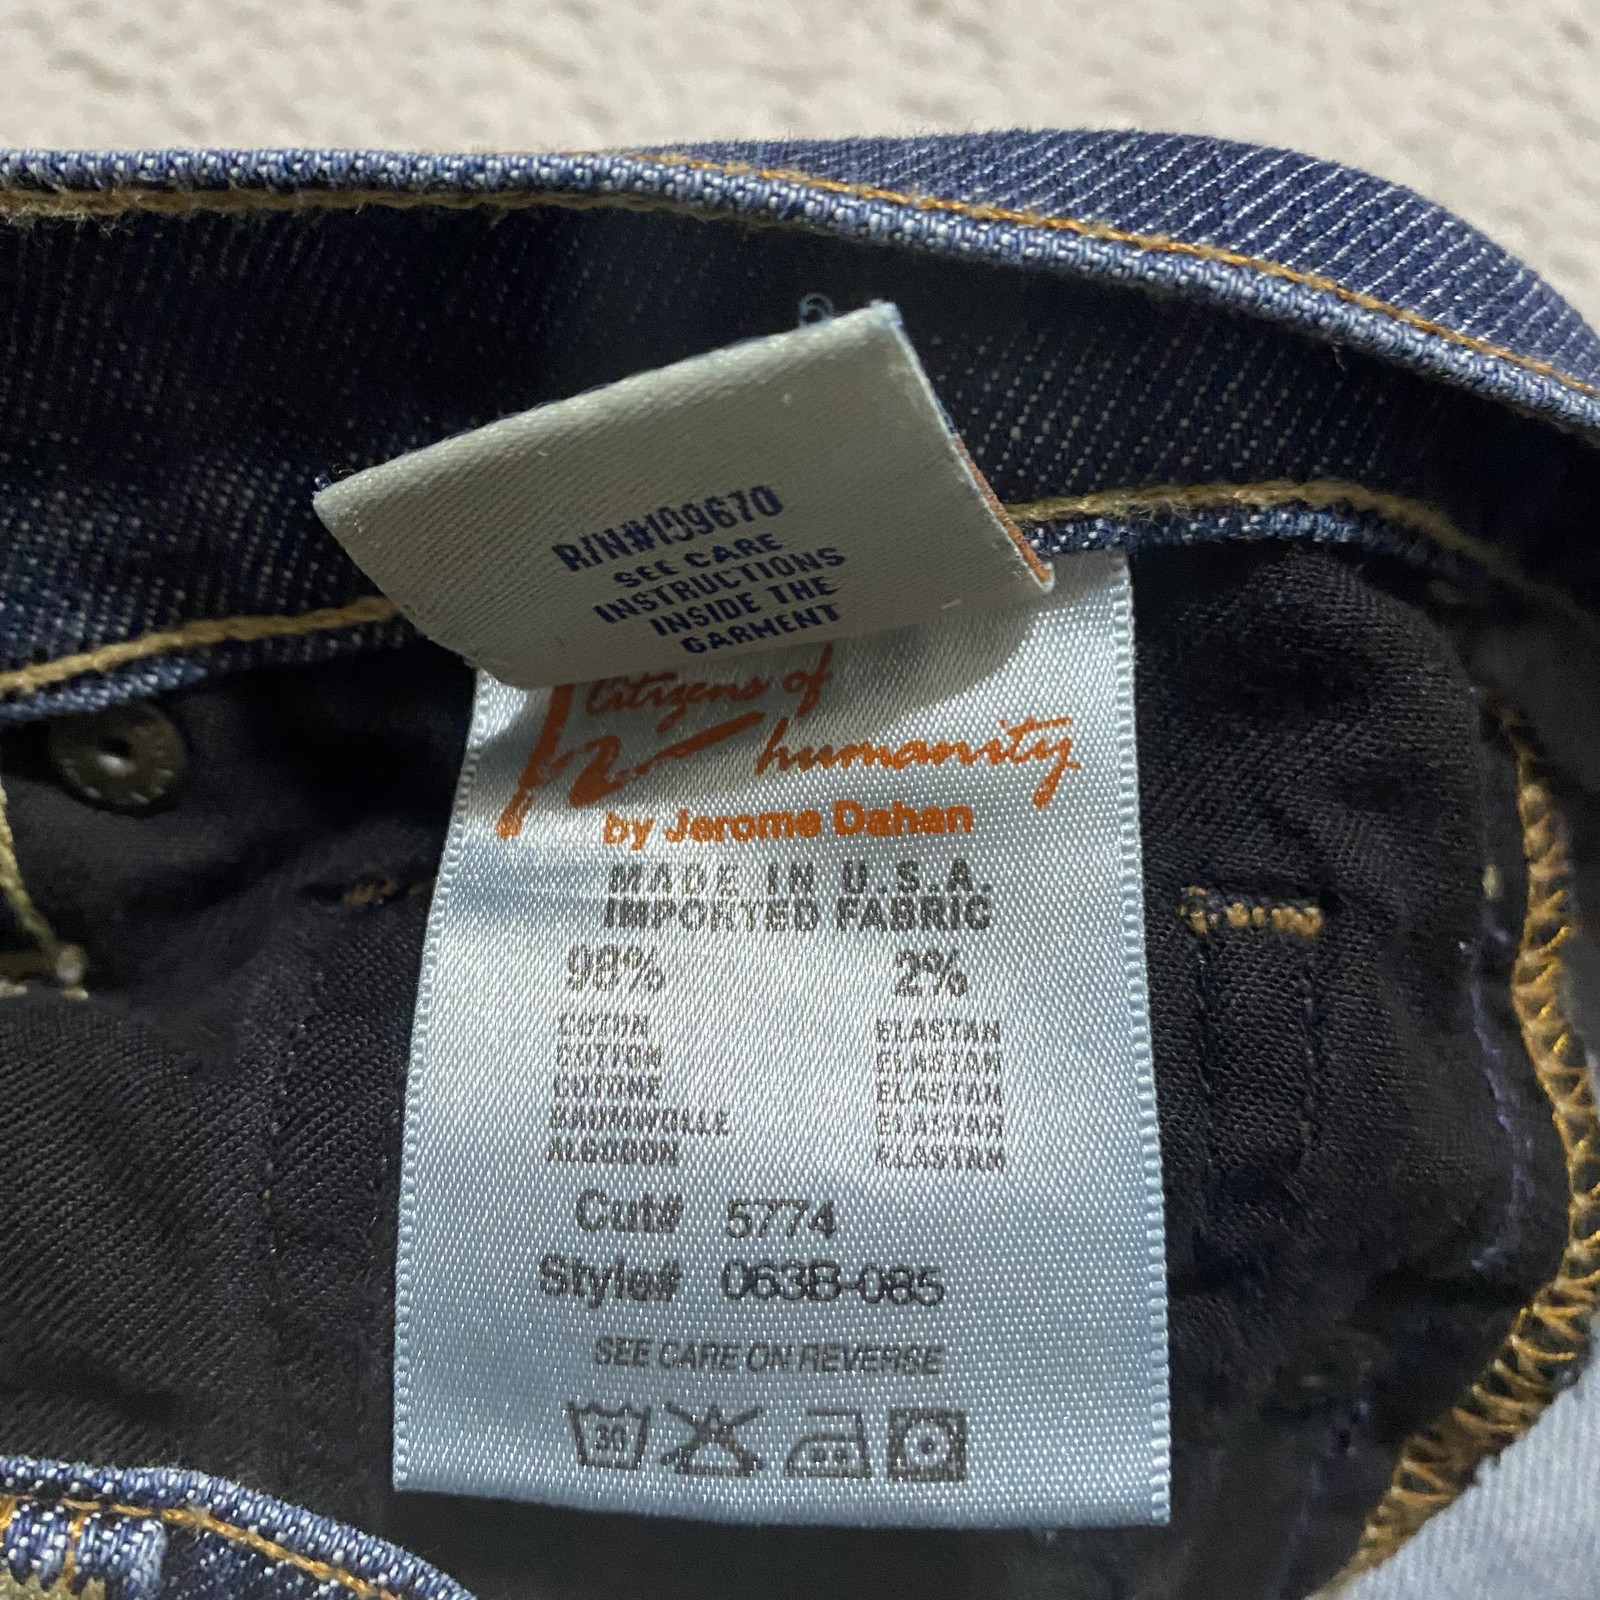 R/N#109670
SEE CARE
INSTRUCTIONS
INSIDE THE
GARMENT
Citizens of
humanity
by Jerome Dahan
MADE IN U.S.A.
IMPORTED FABRIC
98% 2%
COTON ELASTAN
COTTON ELASTAN
COTONE ELASTAN
BAUMWOLLE ELASTAN
ALGODON ELASTAN
Cut# 5774
Style# 063B-085
SEE CARE ON REVERSE
30